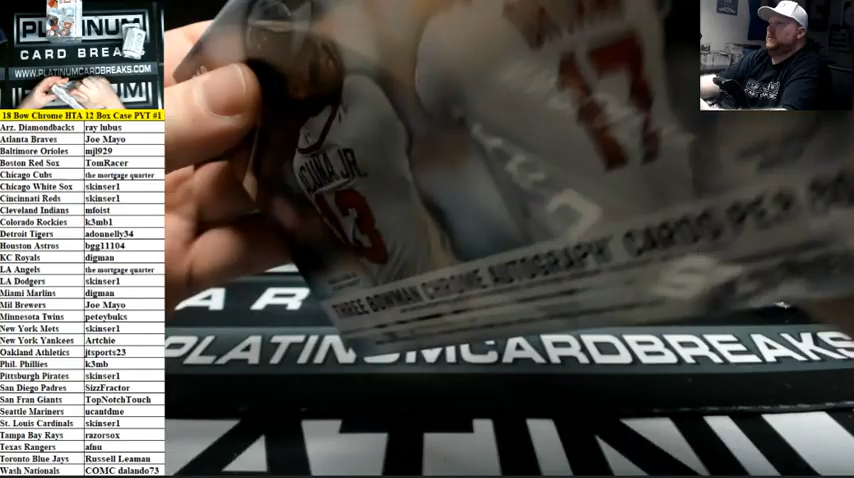 PLATINUM
CARD BREAKS
WWW.PLATINUMCARDBREAKS.COM
18 Bow Chrome HTA 12 Box Case PYT #1
Arz. Diamondbacks ray lubus
Atlanta Braves Joe Mayo
Baltimore Orioles mjl929
Boston Red Sox TomRacer
Chicago Cubs the mortgage quarter
Chicago White Sox skinser1
Cincinnati Reds skinser1
Cleveland Indians mfoist
Colorado Rockies k3mb1
Detroit Tigers adonnelly34
Houston Astros bgg11104
KC Royals digman
LA Angels the mortgage quarter
LA Dodgers skinser1
Miami Marlins digman
Mil Brewers Joe Mayo
Minnesota Twins peteybuks
New York Mets skinser1
New York Yankees Artchie
Oakland Athletics jtsports23
Phil. Phillies k3mb
Pittsburgh Pirates skinser1
San Diego Padres SizzFractor
San Fran Giants TopNotchTouch
Seattle Mariners ucantdme
St. Louis Cardinals skinser1
Tampa Bay Rays razorsox
Texas Rangers afnu
Toronto Blue Jays Russell Leaman
Wash Nationals COMC dalando73
17
CUNA JR.
13
THREE BOWMAN CHROME AUTOGRAPH CARDS PER
A R
PLATINUMCARDBREAKS